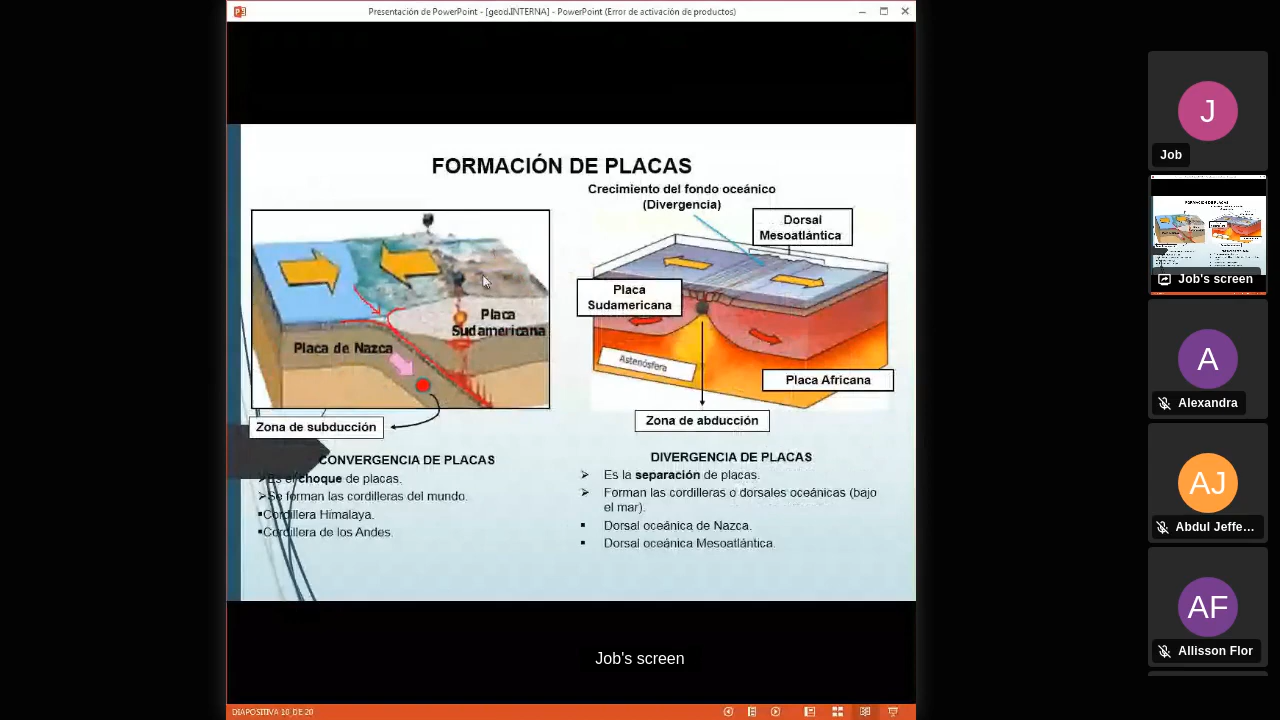 Presentación de PowerPoint - [geod.INTERNA] - PowerPoint (Error de activación de productos)
FORMACIÓN DE PLACAS
Crecimiento del fondo oceánico
(Divergencia)
Dorsal
Mesoatlántica
Placa
Sudamericana
Placa de Nazca
Placa
Sudamericana
Astenósfera
Placa Africana
Zona de subducción
Zona de abducción
CONVERGENCIA DE PLACAS
Es el choque de placas.
Se forman las cordilleras del mundo.
Cordillera Himalaya.
Cordillera de los Andes.
DIVERGENCIA DE PLACAS
Es la separación de placas.
Forman las cordilleras o dorsales oceánicas (bajo
el mar).
Dorsal oceánica de Nazca.
Dorsal oceánica Mesoatlántica.
Job's screen
DIAPOSITIVA 10 DE 20
J
Job
Job's screen
A
Alexandra
AJ
Abdul Jeffe...
AF
Allisson Flor